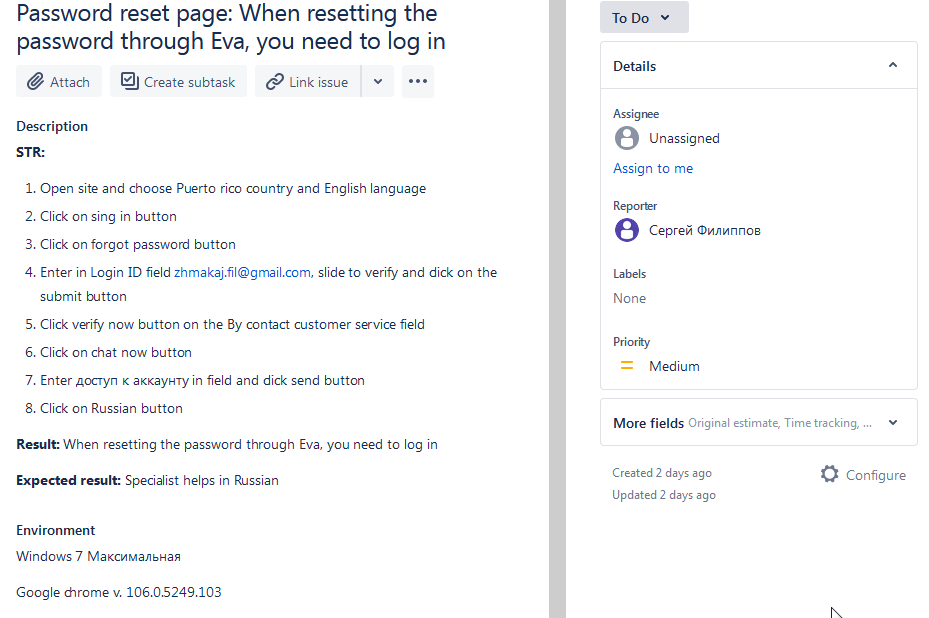 Password reset page: When resetting the
password through Eva, you need to log in
Attach
Create subtask
Link issue
Description
STR:
1. Open site and choose Puerto rico country and English language
2. Click on sing in button
3. Click on forgot password button
4. Enter in Login ID field zhmakaj.fil@gmail.com, slide to verify and click on the
submit button
5. Click verify now button on the By contact customer service field
6. Click on chat now button
7. Enter доступ к аккаунту in field and click send button
8. Click on Russian button
Result: When resetting the password through Eva, you need to log in
Expected result: Specialist helps in Russian
Environment
Windows 7 Максимальная
Google chrome v. 106.0.5249.103
To Do
Details
Assignee
Unassigned
Assign to me
Reporter
Сергей Филиппов
Labels
None
Priority
Medium
More fields Original estimate, Time tracking, ...
Created 2 days ago
Configure
Updated 2 days ago